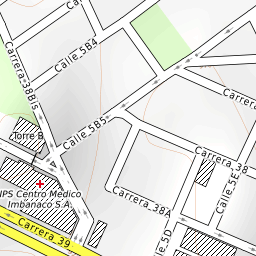 Calle 5B4
Carrera 38Bis
Carrera
Calle 5B5
Torre B
Carrera 38
IPS Centro Medico
Imbanaco S.A.
Calle 5E
Carrera 38A
Carrera 39
Calle 5D